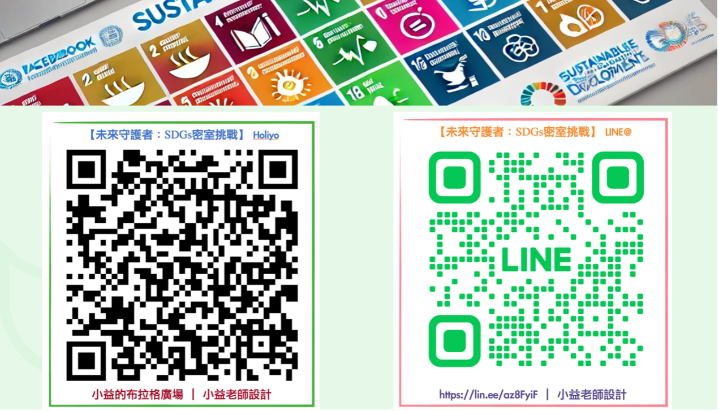 SUSTA
【未來守護者:SDGs密室挑戰】 Holiyo
小益的布拉格廣場 | 小益老師設計
【未來守護者:SDGs密室挑戰】 LINE@
LINE
https://lin.ee/az8FyiF | 小益老師設計